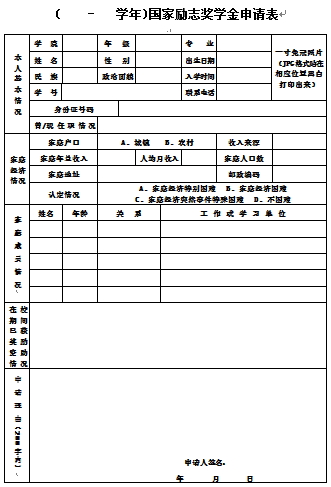 (    -    学年)国家励志奖学金申请表
本人基本情况
学 院 年 级 专 业
姓 名 性 别 出生日期
民 族 政治面貌 入学时间
学 号 联系电话
一寸免冠照片
(JPG格式贴在
相应位置黑白
打印出来)
身份证号码
曾/现任职情况
家庭经济情况
家庭户口 A、城镇 B、农村 收入来源
家庭年总收入 人均月收入 家庭人口数
家庭地址 邮政编码
认定情况
A、家庭经济特别困难 B、家庭经济困难
C、家庭经济突然事件特殊困难 D、不困难
家庭成员情况
姓名 年龄 关 系 工 作 或 学 习 单 位
在校期间已获奖励资助情况
申请理由(200字内)
申请人签名:
年 月 日